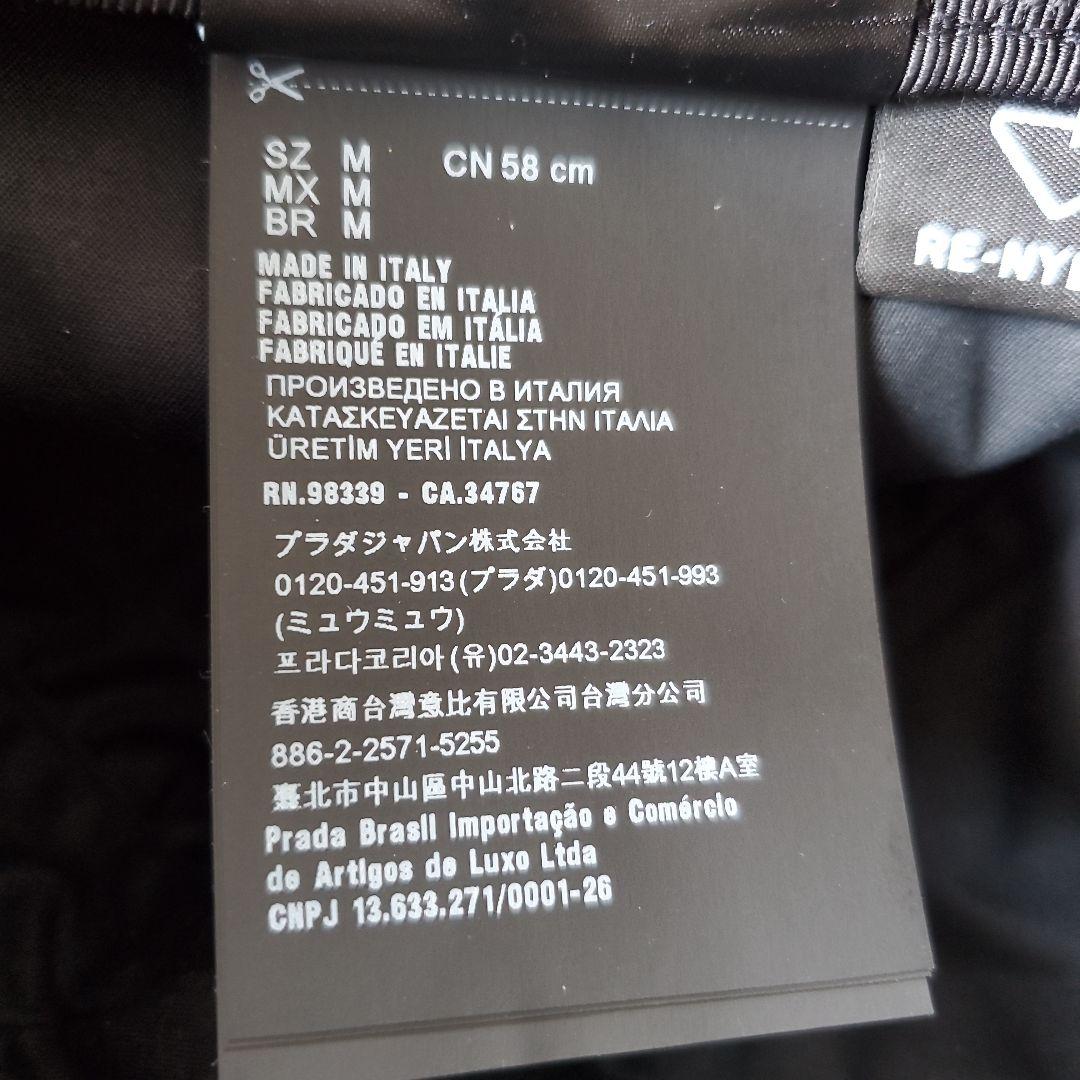 SZ M CN 58 cm
MX M
BR M
MADE IN ITALY
FABRICADO EN ITALIA
FABRICADO EM ITÁLIA
FABRIQUÉ EN ITALIE
ПРОИЗВЕДЕНО В ИТАЛИЯ
ΚΑΤΑΣΚΕΥΑΖΕΤΑΙ ΣΤΗΝ ΙΤΑΛΙΑ
ÜRETİM YERİ İTALYA
RN.98339 - CA.34767
プラダジャパン株式会社
0120-451-913(プラダ)0120-451-993
(ミュウミュウ)
프라다코리아(유)02-3443-2323
香港商台灣意比有限公司台灣分公司
886-2-2571-5255
臺北市中山區中山北路二段44號12樓A室
Prada Brasil Importação e Comércio
de Artigos de Luxo Ltda
CNPJ 13.633.271/0001-26
RE-NY